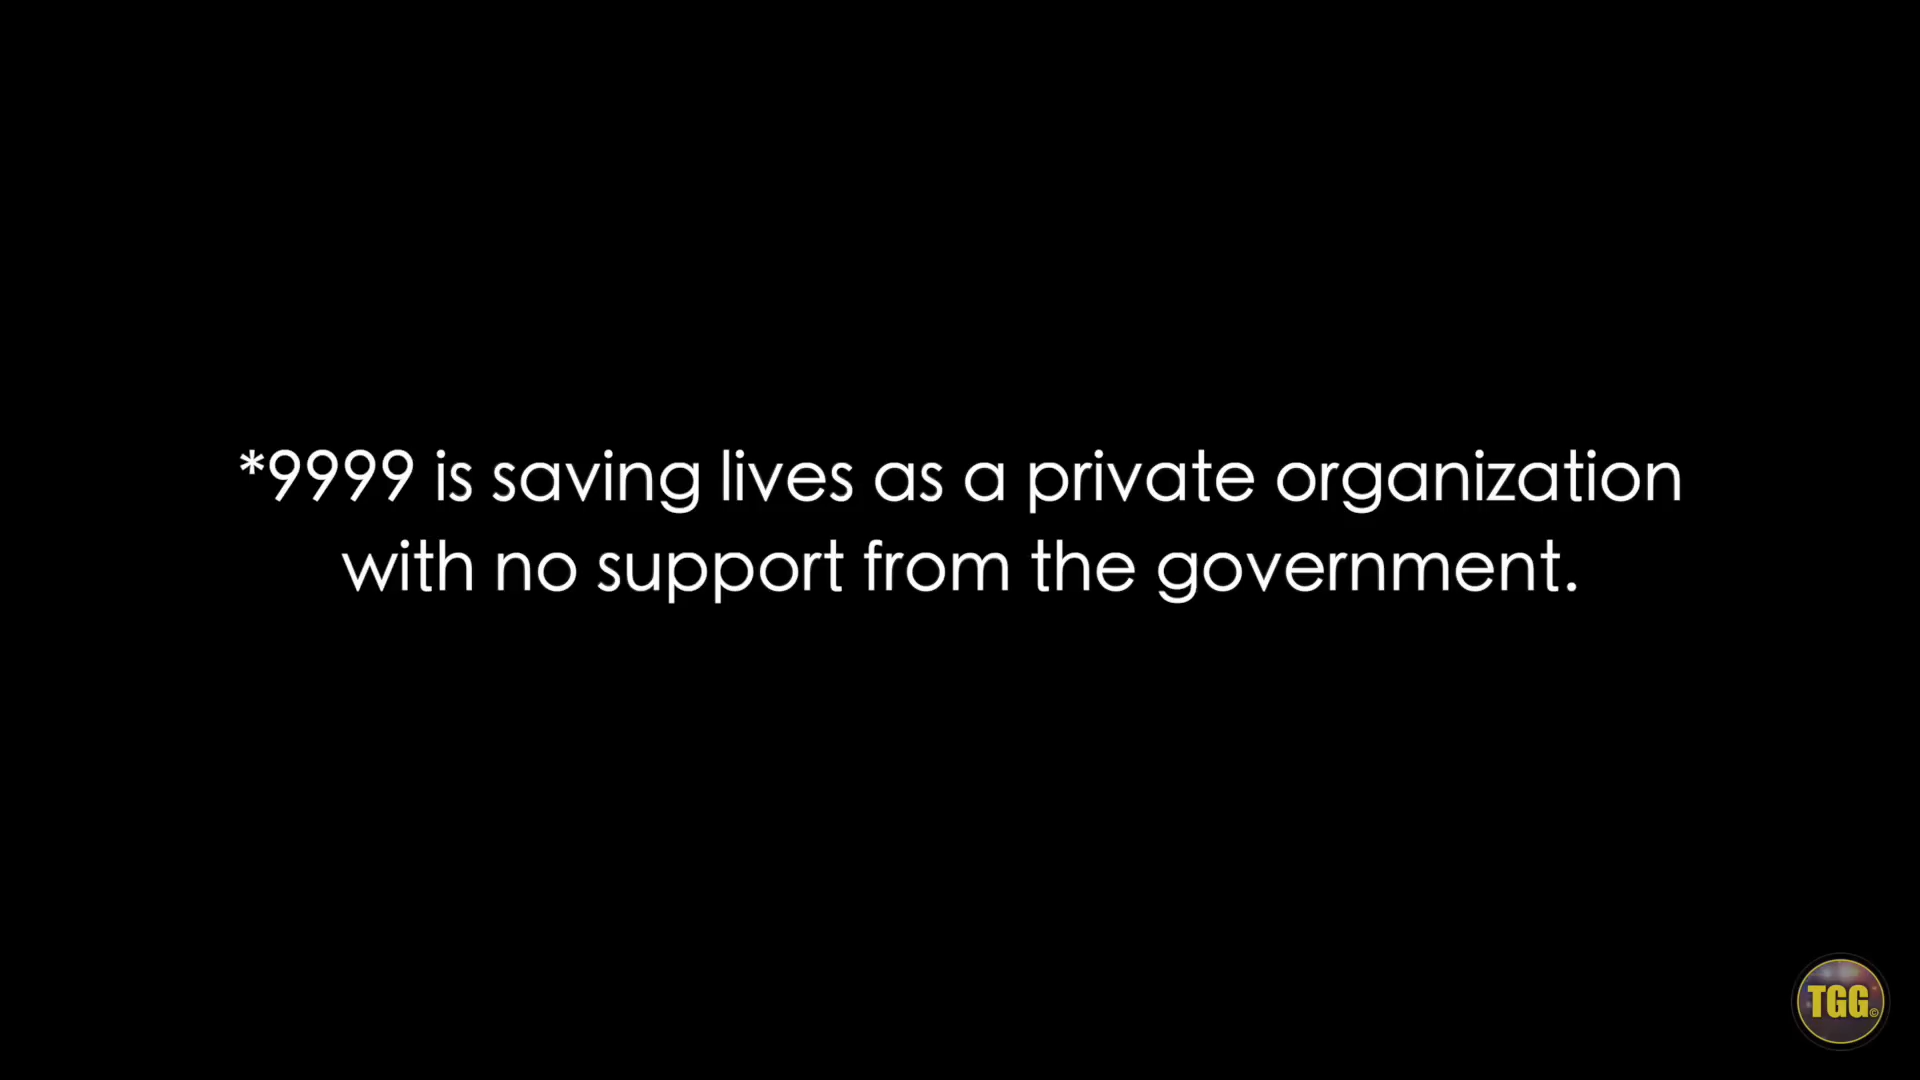 *9999 is saving lives as a private organization
with no support from the government.
TGG©